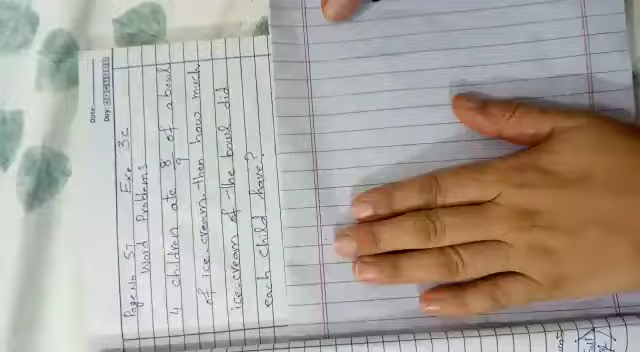 Date
Day
Page No 57 Exe 3c
Word Problems
4 children ate 8/9 of a bowl
of ice-cream, then how much
ice-cream of the bowl did
each child have?